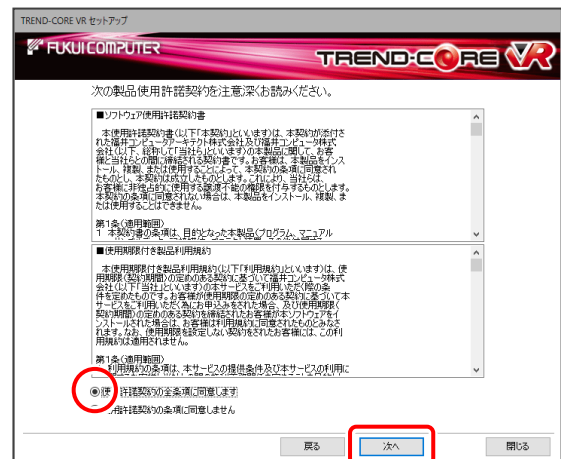 TREND-CORE VR セットアップ
FUKUI COMPUTER
TREND-CORE VR
次の製品使用許諾契約を注意深くお読みください。
■ソフトウェア使用許諾契約書
本使用許諾契約書(以下「本契約」といいます)は、本契約が添付さ
れた福井コンピュータアーキテクト株式会社及び福井コンピュータ株式
会社(以下、総称して「当社ら」といいます)の本製品に関して、お客
様と当社らとの間に締結される契約書です。お客様は、本製品をインス
トール、複製、または使用することによって、本契約の条項に同意され
たものとし、本契約は成立したものとします。これにより、当社らは、
お客様に非独占的に使用する譲渡不能の権限を付与するものとします。
本契約の条項に同意されない場合は、本製品をインストール、複製、ま
たは使用することはできません。
第1条(適用範囲)
1 本契約書の条項は、目的となった本製品(プログラム、マニュアル
■使用期限付き製品利用規約
本使用期限付き製品利用規約(以下「利用規約」といいます)は、使
用期限(契約期間)の定めのある契約に基づいて福井コンピュータ株式
会社(以下「当社」といいます)の本サービスをご利用いただく際の条
件を定めたものです。お客様が使用期限の定めのある契約に基づいて本
サービスをご利用いただく為にお申込みをされた場合、及び使用期限(
契約期間)の定めのある契約を締結されたお客様が本ソフトウェアをイ
ンストールされた場合は、お客様は利用規約に同意されたものとみなさ
れます。なお、使用期限を設定しない契約をされたお客様には、この利
用規約は適用されません。
第1条(適用範囲)
利用規約の条項は、本サービスの提供条件及び本サービスの利用に
使 許諾契約の全条項に同意します
用許諾契約の条項に同意しません
戻る
次へ
閉じる